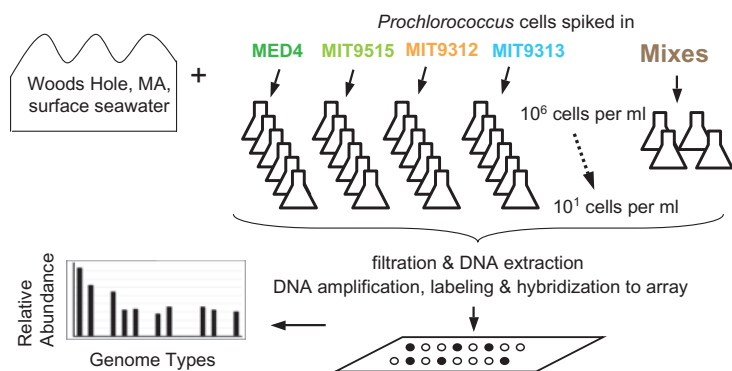 Prochlorococcus cells spiked in
MED4 MIT9515 MIT9312 MIT9313 Mixes
Woods Hole, MA,
surface seawater
+
10⁶ cells per ml
10¹ cells per ml
filtration & DNA extraction
DNA amplification, labeling & hybridization to array
Relative
Abundance
Genome Types